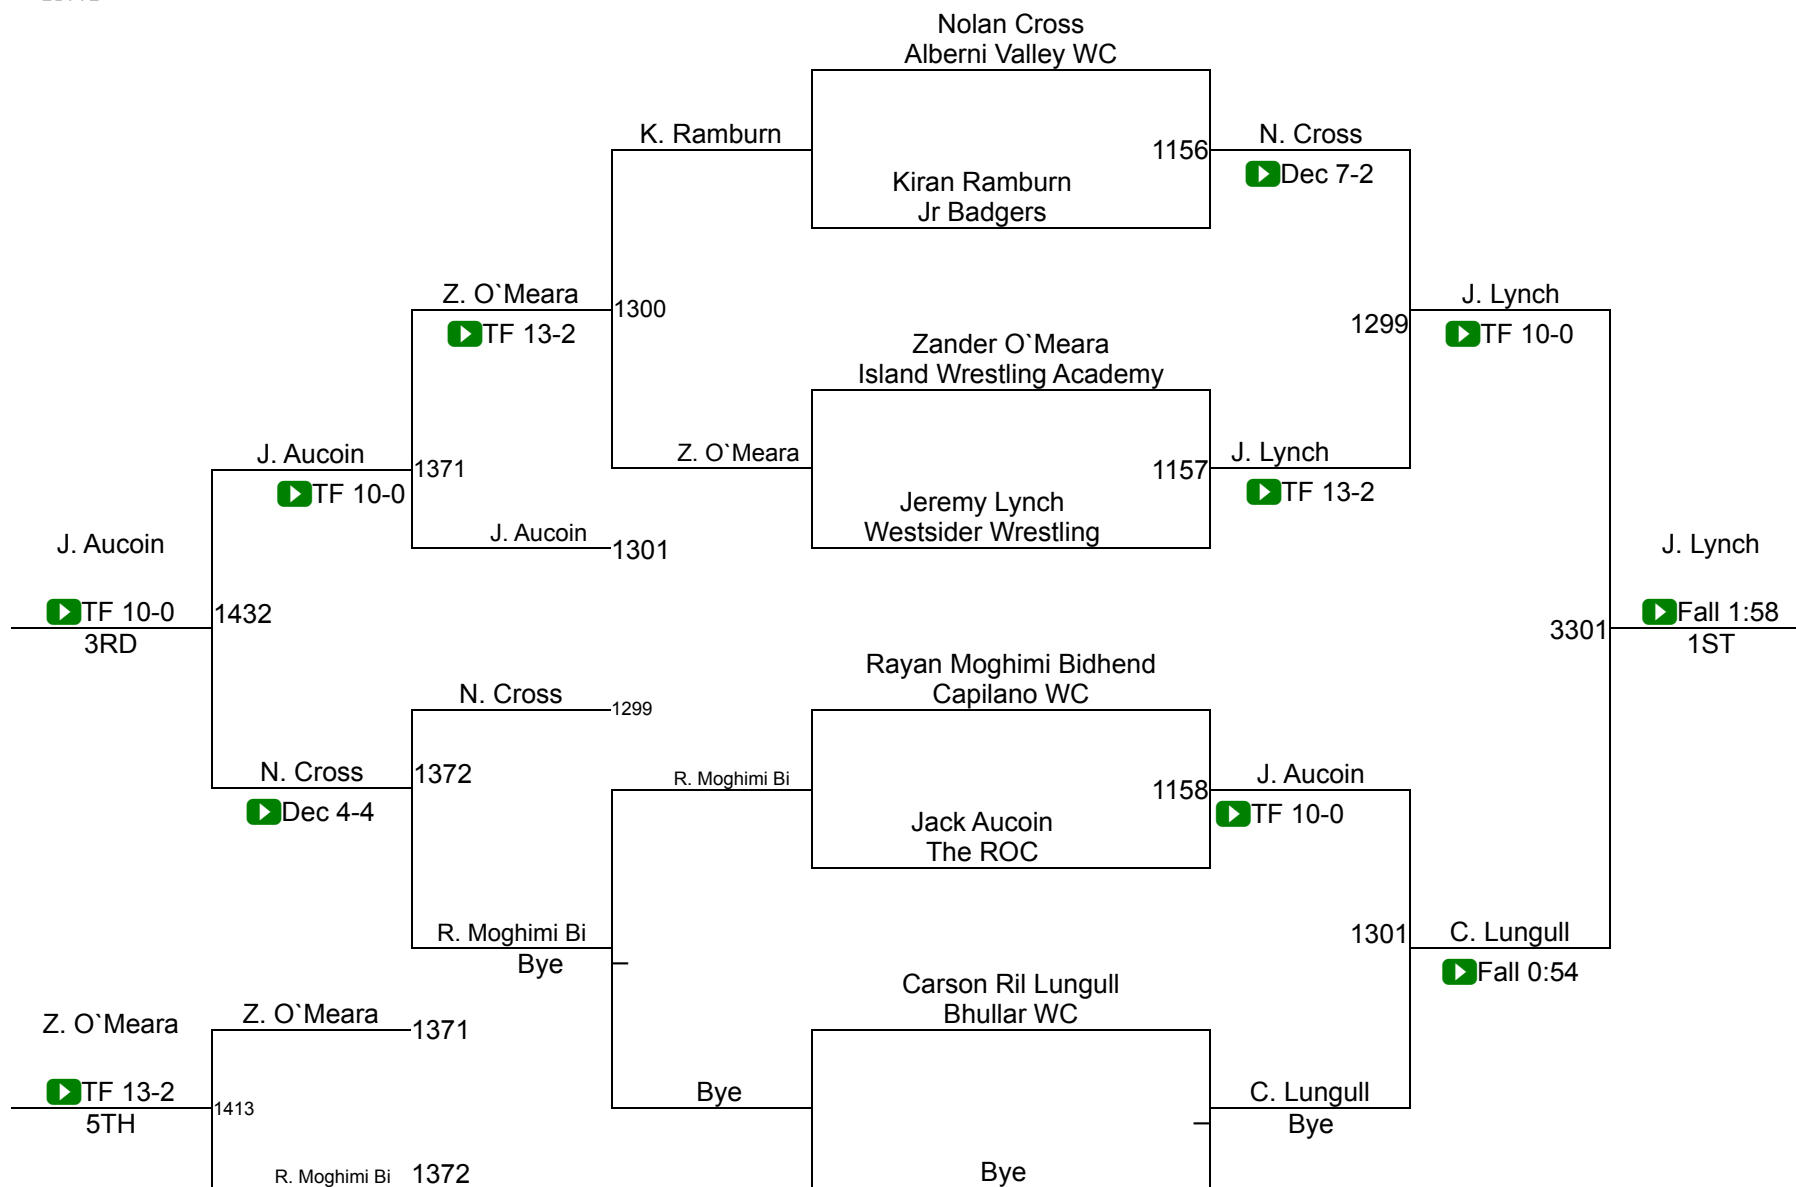 Nolan Cross
Alberni Valley WC
K. Ramburn
1156
N. Cross
Dec 7-2
Kiran Ramburn
Jr Badgers
Z. O`Meara
TF 13-2
1300
J. Lynch
TF 10-0
1299
Zander O`Meara
Island Wrestling Academy
J. Aucoin
TF 10-0
1371
Z. O`Meara
1157
J. Lynch
TF 13-2
Jeremy Lynch
Westsider Wrestling
J. Aucoin
1301
J. Aucoin
TF 10-0
3RD
1432
J. Lynch
Fall 1:58
1ST
3301
Rayan Moghimi Bidhend
Capilano WC
N. Cross
1299
N. Cross
Dec 4-4
1372
R. Moghimi Bi
1158
J. Aucoin
TF 10-0
Jack Aucoin
The ROC
R. Moghimi Bi
Bye
1301
C. Lungull
Fall 0:54
Carson Ril Lungull
Bhullar WC
Z. O`Meara
Z. O`Meara
1371
TF 13-2
5TH
1413
Bye
C. Lungull
Bye
R. Moghimi Bi
1372
Bye